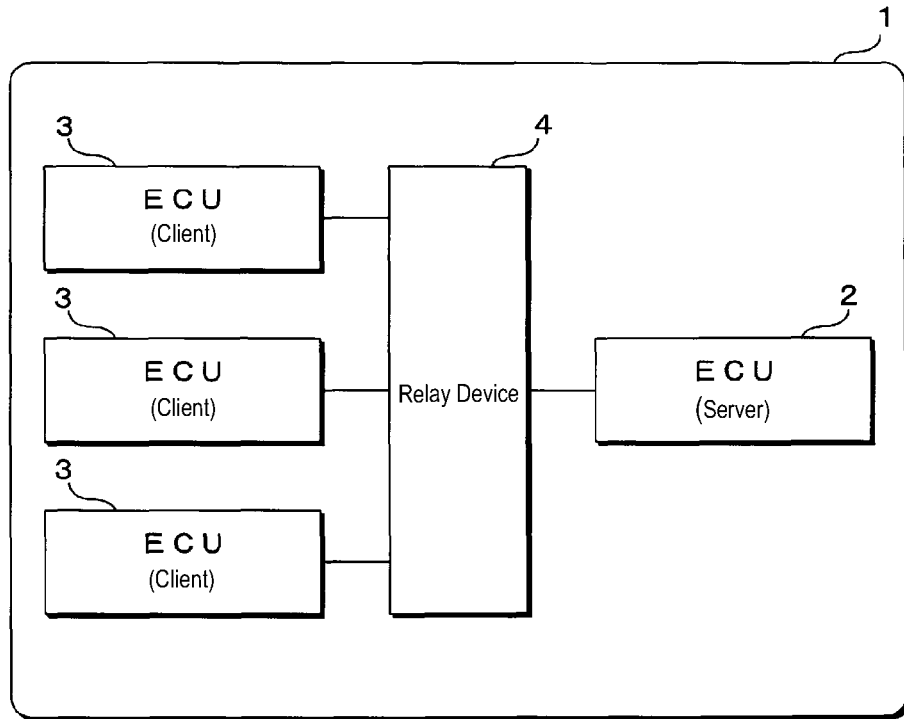 1
3
ECU
(Client)
4
3
ECU
(Client)
Relay Device
2
ECU
(Server)
3
ECU
(Client)